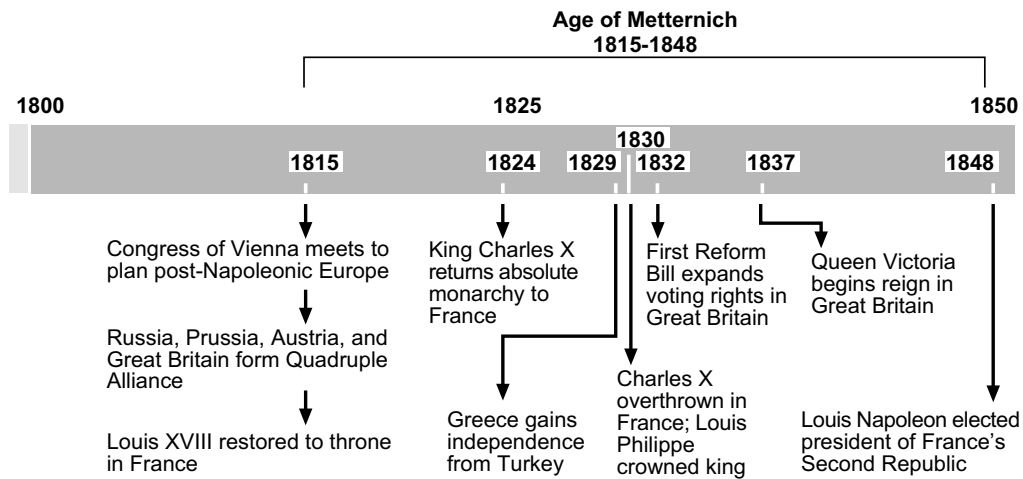 Age of Metternich
1815-1848
1800
1825
1850
1815
1824
1829
1830
1832
1837
1848
Congress of Vienna meets to
plan post-Napoleonic Europe
Russia, Prussia, Austria, and
Great Britain form Quadruple
Alliance
Louis XVIII restored to throne
in France
King Charles X
returns absolute
monarchy to
France
Greece gains
independence
from Turkey
Charles X
overthrown in
France; Louis
Philippe
crowned king
First Reform
Bill expands
voting rights in
Great Britain
Queen Victoria
begins reign in
Great Britain
Louis Napoleon elected
president of France’s
Second Republic